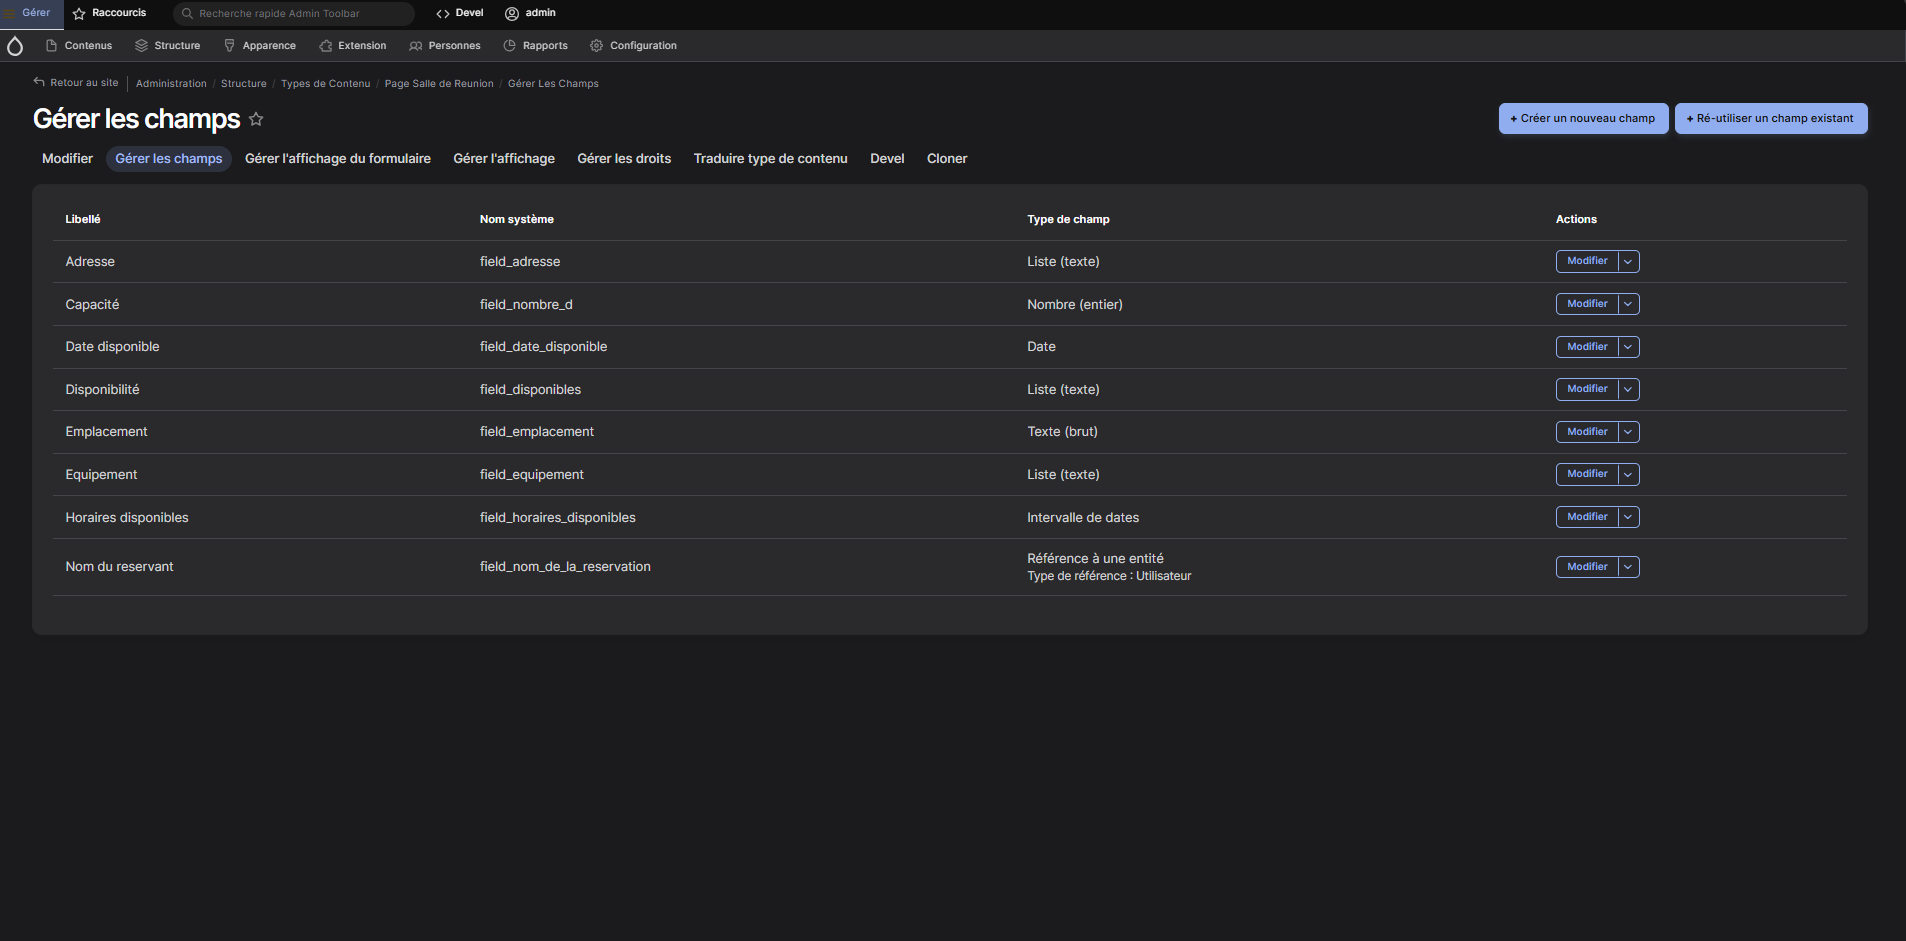 Gérer
Raccourcis
Recherche rapide Admin Toolbar
Devel
admin
Contenus
Structure
Apparence
Extension
Personnes
Rapports
Configuration
Retour au site
Administration / Structure / Types de Contenu / Page Salle de Reunion / Gérer Les Champs
Gérer les champs
+ Créer un nouveau champ
+ Ré-utiliser un champ existant
Modifier
Gérer les champs
Gérer l'affichage du formulaire
Gérer l'affichage
Gérer les droits
Traduire type de contenu
Devel
Cloner
Libellé Nom système Type de champ Actions
Adresse field_adresse Liste (texte) Modifier
Capacité field_nombre_d Nombre (entier) Modifier
Date disponible field_date_disponible Date Modifier
Disponibilité field_disponibles Liste (texte) Modifier
Emplacement field_emplacement Texte (brut) Modifier
Equipement field_equipement Liste (texte) Modifier
Horaires disponibles field_horaires_disponibles Intervalle de dates Modifier
Nom du reservant field_nom_de_la_reservation Référence à une entité Modifier
Type de référence : Utilisateur